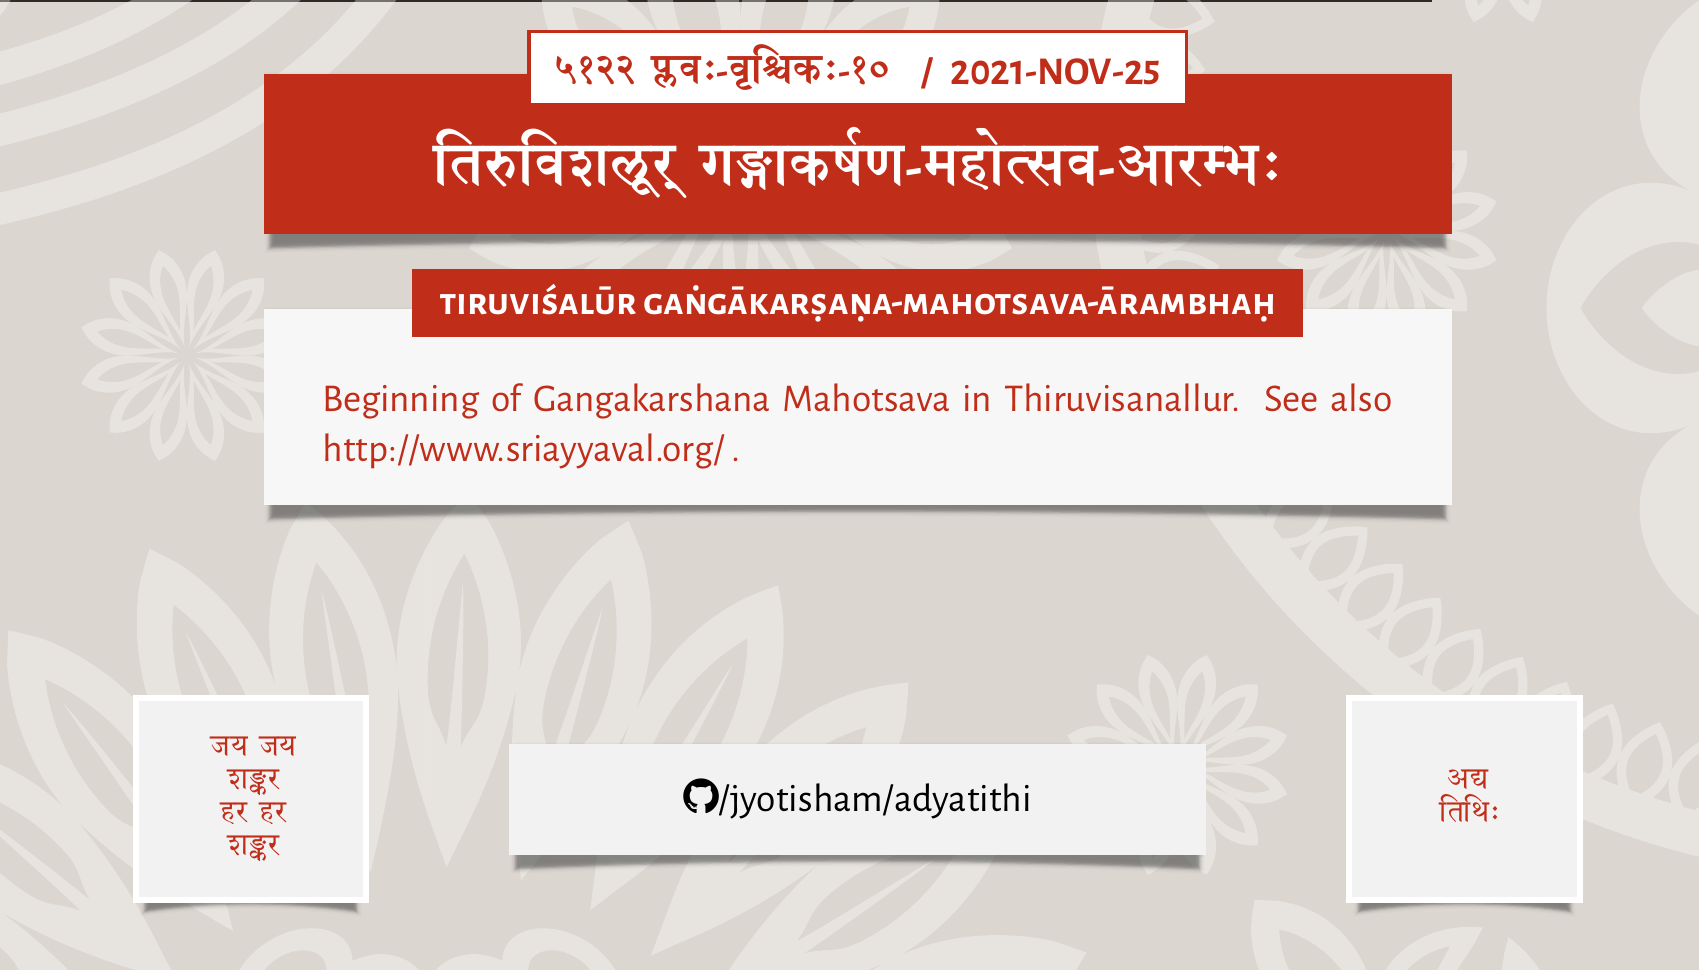 ५१२२ प्लवः-वृश्चिकः-१० / 2021-NOV-25
तिरुविशलूर् गङ्गाकर्षण-महोत्सव-आरम्भः
TIRUVIŚALŪR GAṄGĀKARṢAṆA-MAHOTSAVA-ĀRAMBHAḤ
Beginning of Gangakarshana Mahotsava in Thiruvisanallur. See also
http://www.sriayyaval.org/ .
जय जय
शङ्कर
हर हर
शङ्कर
/jyotisham/adyatithi
अद्य
तिथिः